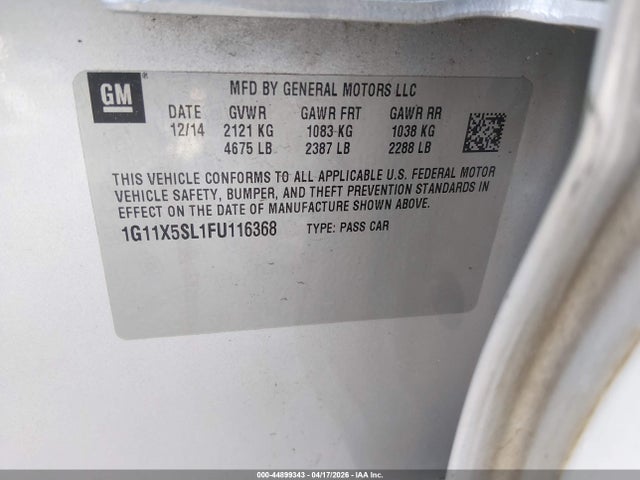 GM
MFD BY GENERAL MOTORS LLC
DATE GVWR GAWR FRT GAWR RR
12/14 2121 KG 1083 KG 1038 KG
4675 LB 2387 LB 2288 LB
THIS VEHICLE CONFORMS TO ALL APPLICABLE U.S. FEDERAL MOTOR
VEHICLE SAFETY, BUMPER, AND THEFT PREVENTION STANDARDS IN
EFFECT ON THE DATE OF MANUFACTURE SHOWN ABOVE.
1G11X5SL1FU116368 TYPE: PASS CAR
000-44899343 - 04/17/2026 - IAA Inc.